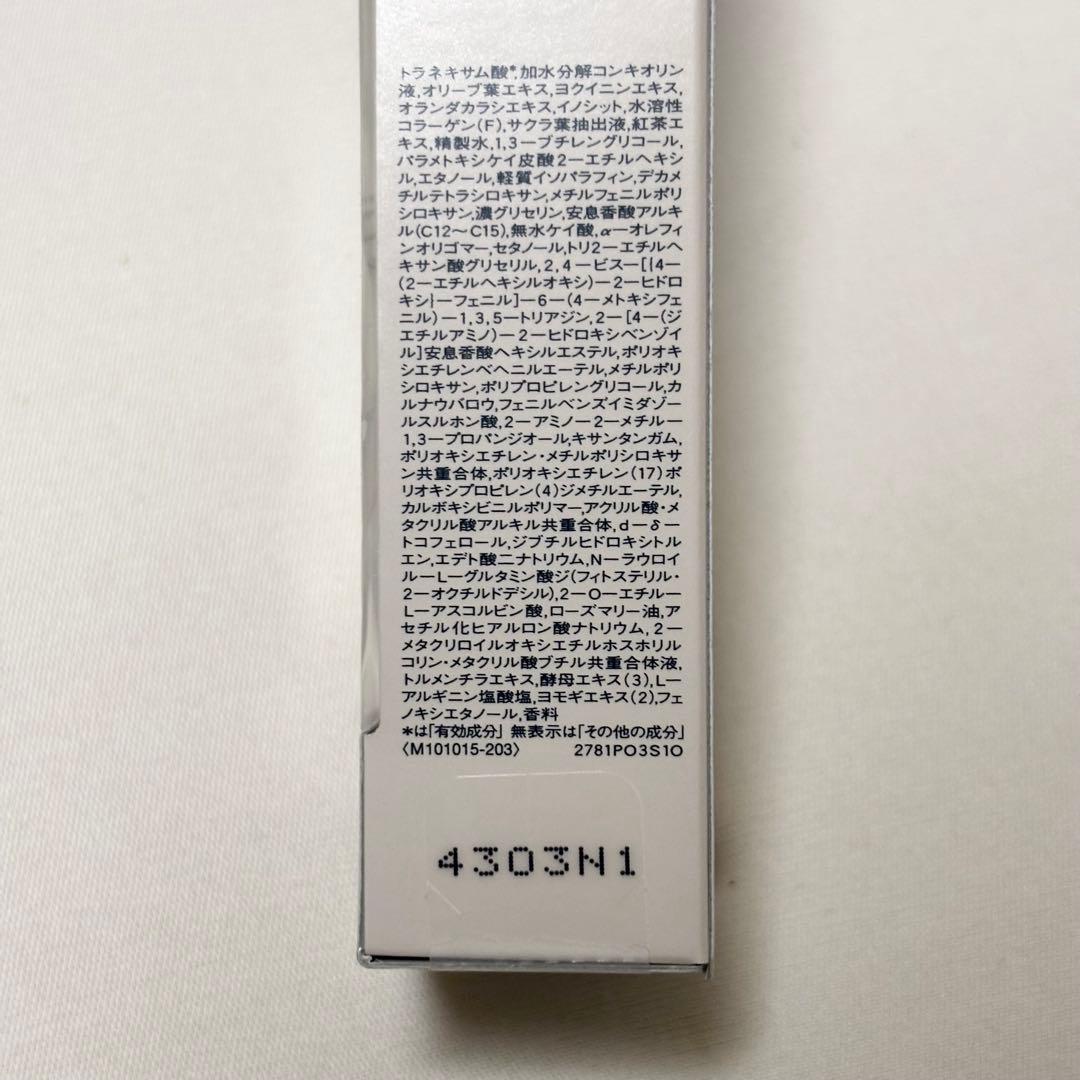 トラネキサム酸*,加水分解コンキオリン
液,オリーブ葉エキス,ヨクイニンエキス,
オランダカラシエキス,イノシット,水溶性
コラーゲン(F),サクラ葉抽出液,紅茶エ
キス,精製水,1,3ーブチレングリコール,
パラメトキシケイ皮酸2ーエチルヘキシ
ル,エタノール,軽質イソパラフィン,デカメ
チルテトラシロキサン,メチルフェニルポリ
シロキサン,濃グリセリン,安息香酸アルキ
ル(C12〜C15),無水ケイ酸,αーオレフィ
ンオリゴマー,セタノール,トリ2ーエチルヘ
キサン酸グリセリル,2,4ービスー[{4ー
(2ーエチルヘキシルオキシ)ー2ーヒドロ
キシ}ーフェニル]ー6ー(4ーメトキシフェ
ニル)ー1,3,5ートリアジン,2ー[4ー(ジ
エチルアミノ)ー2ーヒドロキシベンゾイ
ル]安息香酸ヘキシルエステル,ポリオキ
シエチレンベヘニルエーテル,メチルポリ
シロキサン,ポリプロピレングリコール,カ
ルナウバロウ,フェニルベンズイミダゾー
ルスルホン酸,2ーアミノー2ーメチルー
1,3ープロパンジオール,キサンタンガム,
ポリオキシエチレン・メチルポリシロキサ
ン共重合体,ポリオキシエチレン(17)ポ
リオキシプロピレン(4)ジメチルエーテル,
カルボキシビニルポリマー,アクリル酸・メ
タクリル酸アルキル共重合体,dーδー
トコフェロール,ジブチルヒドロキシトル
エン,エデト酸二ナトリウム,Nーラウロイ
ルーLーグルタミン酸ジ(フィトステリル・
2ーオクチルドデシル),2ーOーエチルー
Lーアスコルビン酸,ローズマリー油,ア
セチル化ヒアルロン酸ナトリウム,2ー
メタクリロイルオキシエチルホスホリル
コリン・メタクリル酸ブチル共重合体液,
トルメンチラエキス,酵母エキス(3),Lー
アルギニン塩酸塩,ヨモギエキス(2),フェ
ノキシエタノール,香料
*は「有効成分」 無表示は「その他の成分」
〈M101015-203〉 2781PO3S10
4303N1